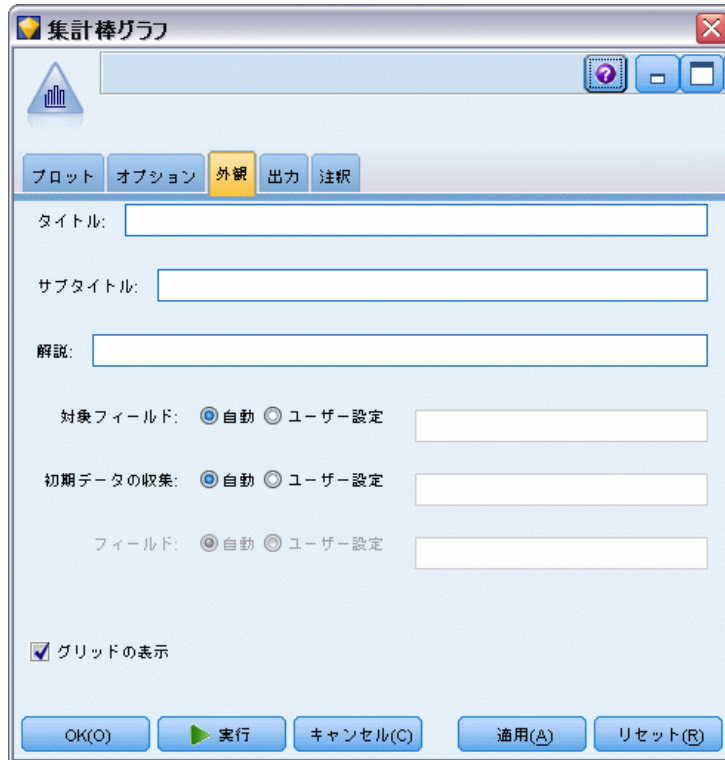 集計棒グラフ
?
プロット オプション 外観 出力 注釈
タイトル:
サブタイトル:
解説:
対象フィールド: 自動 ユーザー設定
初期データの収集: 自動 ユーザー設定
フィールド: 自動 ユーザー設定
グリッドの表示
OK(O) 実行 キャンセル(C) 適用(A) リセット(R)